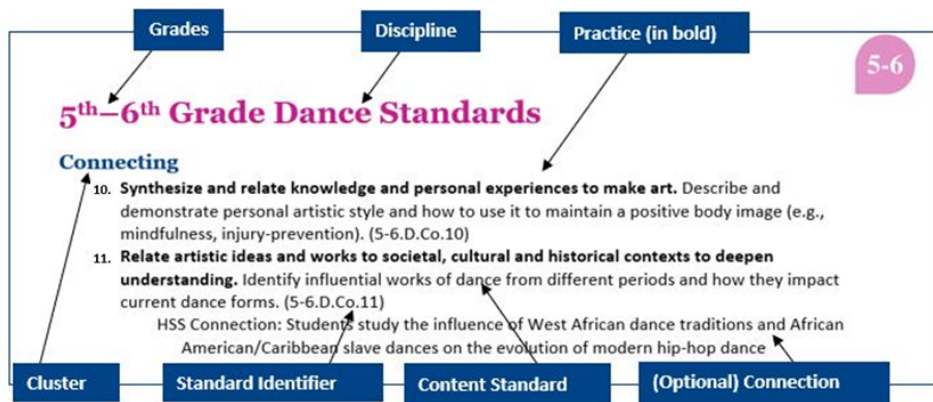 Grades
Discipline
Practice (in bold)
5-6
5th–6th Grade Dance Standards
Connecting
10. Synthesize and relate knowledge and personal experiences to make art. Describe and
demonstrate personal artistic style and how to use it to maintain a positive body image (e.g.,
mindfulness, injury-prevention). (5-6.D.Co.10)
11. Relate artistic ideas and works to societal, cultural and historical contexts to deepen
understanding. Identify influential works of dance from different periods and how they impact
current dance forms. (5-6.D.Co.11)
HSS Connection: Students study the influence of West African dance traditions and African
American/Caribbean slave dances on the evolution of modern hip-hop dance
Cluster
Standard Identifier
Content Standard
(Optional) Connection